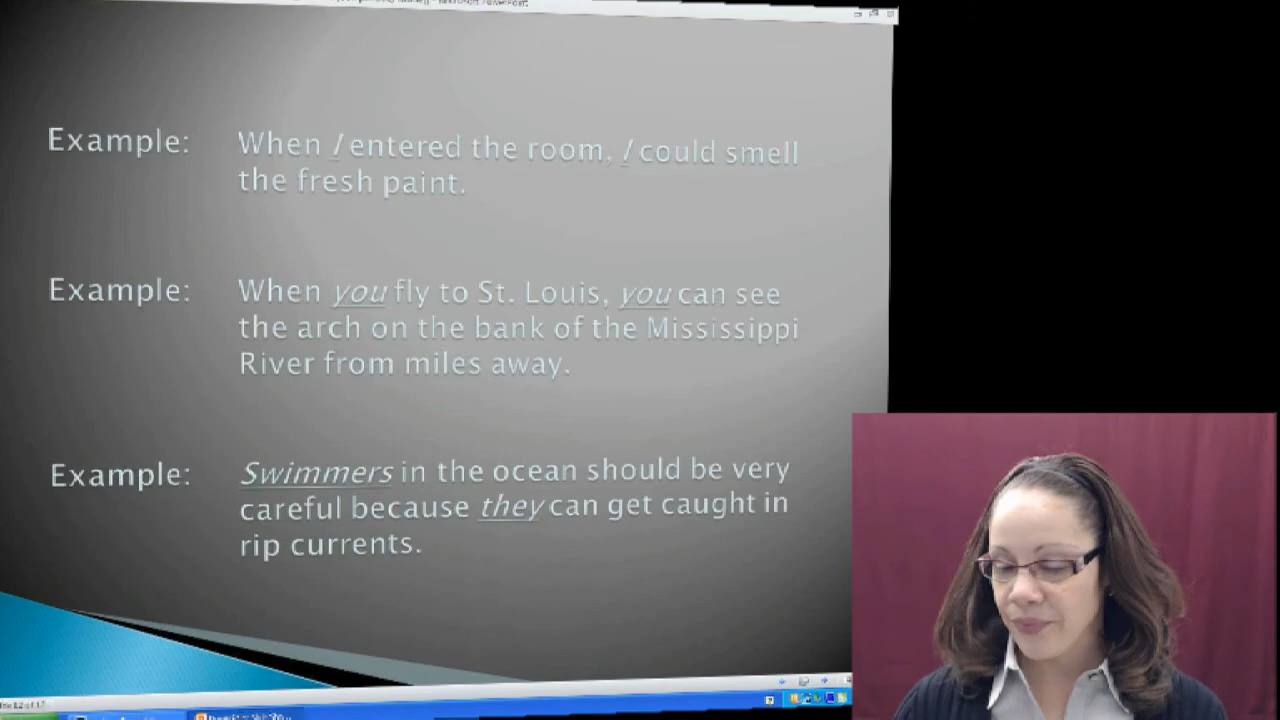 Example: When I entered the room, I could smell
the fresh paint.
Example: When you fly to St. Louis, you can see
the arch on the bank of the Mississippi
River from miles away.
Example: Swimmers in the ocean should be very
careful because they can get caught in
rip currents.